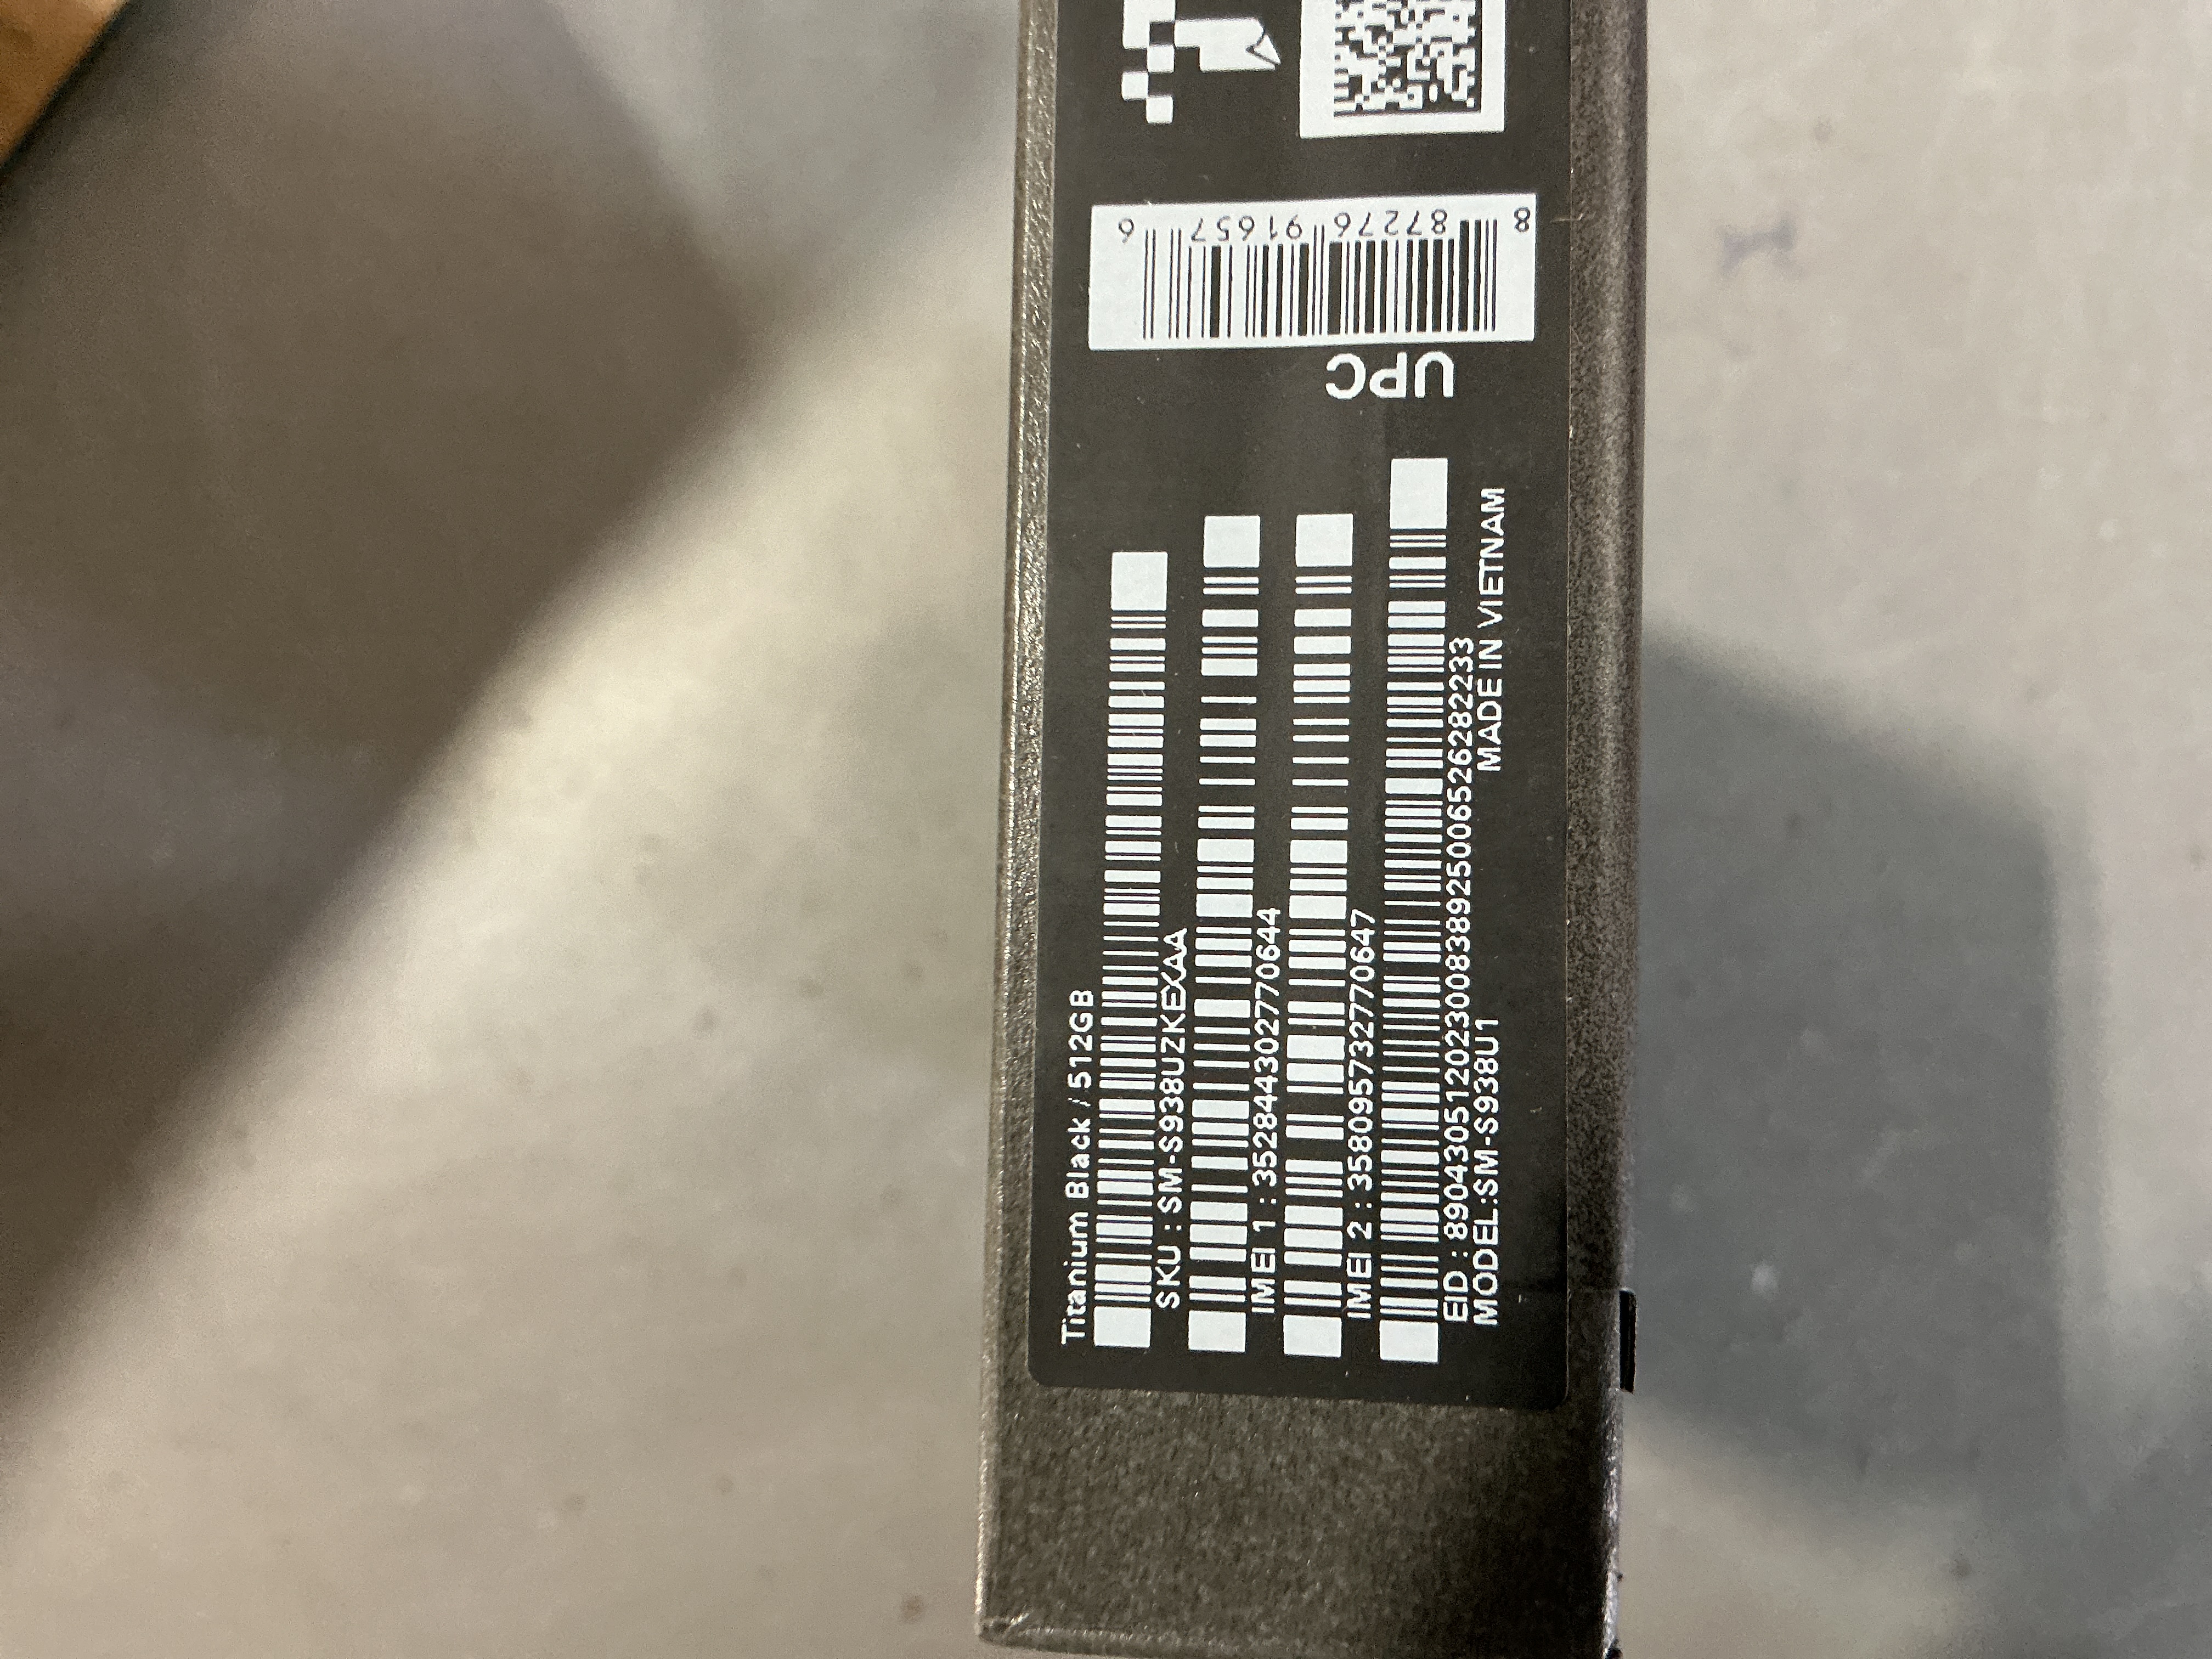 Titanium Black / 512GB
SKU : SM-S938UZKEXAA
IMEI 1 : 352844302770644
IMEI 2 : 358095732770647
EID : 89043051202300838925006526282233
MODEL:SM-S938U1 MADE IN VIETNAM
UPC
8 87276 91657 6